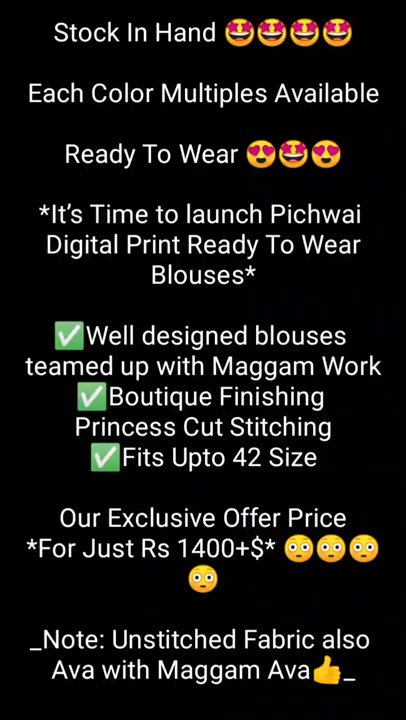 Stock In Hand 🤩🤩🤩🤩
Each Color Multiples Available
Ready To Wear 😍🤩😍
*It’s Time to launch Pichwai
Digital Print Ready To Wear
Blouses*
✅Well designed blouses
teamed up with Maggam Work
✅Boutique Finishing
Princess Cut Stitching
✅Fits Upto 42 Size
Our Exclusive Offer Price
*For Just Rs 1400+$* 😳😳😳
😳
_Note: Unstitched Fabric also
Ava with Maggam Ava👍_